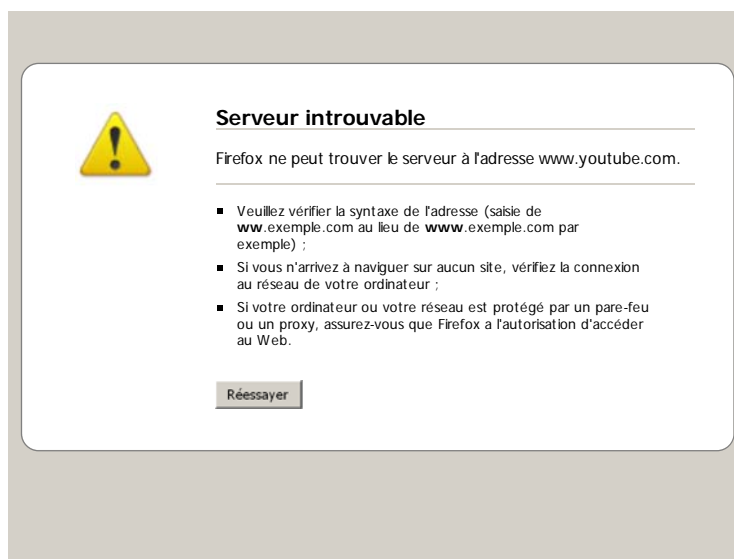 Serveur introuvable
Firefox ne peut trouver le serveur à l'adresse www.youtube.com.
Veuillez vérifier la syntaxe de l'adresse (saisie de
ww.exemple.com au lieu de www.exemple.com par
exemple) ;
Si vous n'arrivez à naviguer sur aucun site, vérifiez la connexion
au réseau de votre ordinateur ;
Si votre ordinateur ou votre réseau est protégé par un pare-feu
ou un proxy, assurez-vous que Firefox a l'autorisation d'accéder
au Web.
Réessayer